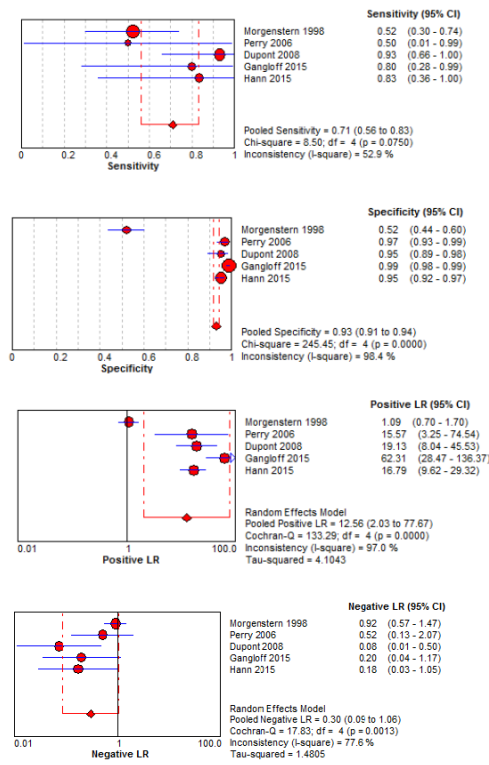 Sensitivity (95% CI)
Morgenstern 1998 0.52 (0.30 - 0.74)
Perry 2006 0.50 (0.01 - 0.99)
Dupont 2008 0.93 (0.66 - 1.00)
Gangloff 2015 0.80 (0.28 - 0.99)
Hann 2015 0.83 (0.36 - 1.00)
Pooled Sensitivity = 0.71 (0.56 to 0.83)
Chi-square = 8.50; df = 4 (p = 0.0750)
Inconsistency (I-square) = 52.9 %
0 0.2 0.4 0.6 0.8 1
Sensitivity
Specificity (95% CI)
Morgenstern 1998 0.52 (0.44 - 0.60)
Perry 2006 0.97 (0.93 - 0.99)
Dupont 2008 0.95 (0.89 - 0.98)
Gangloff 2015 0.99 (0.98 - 0.99)
Hann 2015 0.95 (0.92 - 0.97)
Pooled Specificity = 0.93 (0.91 to 0.94)
Chi-square = 245.45; df = 4 (p = 0.0000)
Inconsistency (I-square) = 98.4 %
0 0.2 0.4 0.6 0.8 1
Specificity
Positive LR (95% CI)
Morgenstern 1998 1.09 (0.70 - 1.70)
Perry 2006 15.57 (3.25 - 74.54)
Dupont 2008 19.13 (8.04 - 45.53)
Gangloff 2015 62.31 (28.47 - 136.37)
Hann 2015 16.79 (9.62 - 29.32)
Random Effects Model
Pooled Positive LR = 12.56 (2.03 to 77.67)
Cochran-Q = 133.29; df = 4 (p = 0.0000)
Inconsistency (I-square) = 97.0 %
Tau-squared = 4.1043
0.01 1 100.0
Positive LR
Negative LR (95% CI)
Morgenstern 1998 0.92 (0.57 - 1.47)
Perry 2006 0.52 (0.13 - 2.07)
Dupont 2008 0.08 (0.01 - 0.50)
Gangloff 2015 0.20 (0.04 - 1.17)
Hann 2015 0.18 (0.03 - 1.05)
Random Effects Model
Pooled Negative LR = 0.30 (0.09 to 1.06)
Cochran-Q = 17.83; df = 4 (p = 0.0013)
Inconsistency (I-square) = 77.6 %
Tau-squared = 1.4805
0.01 1 100.0
Negative LR